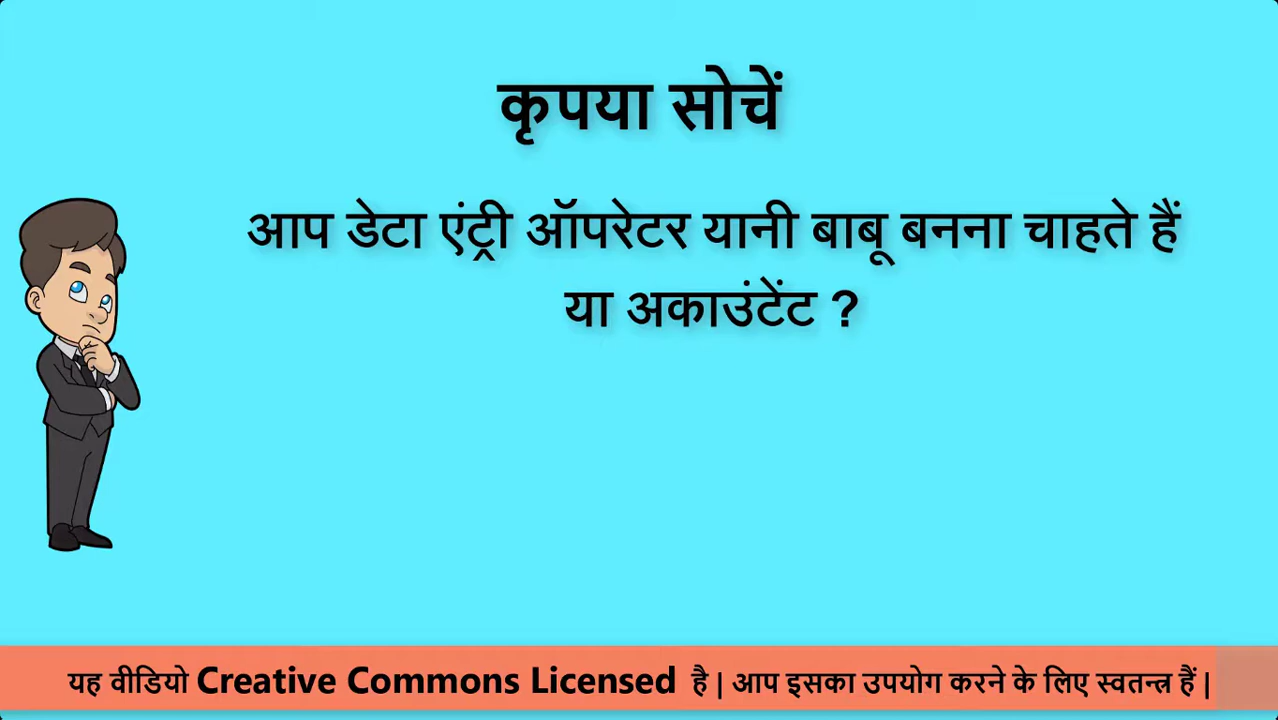 कृपया सोचें
आप डेटा एंट्री ऑपरेटर यानी बाबू बनना चाहते हैं
या अकाउंटेंट ?
यह वीडियो Creative Commons Licensed है | आप इसका उपयोग करने के लिए स्वतन्त्र हैं |